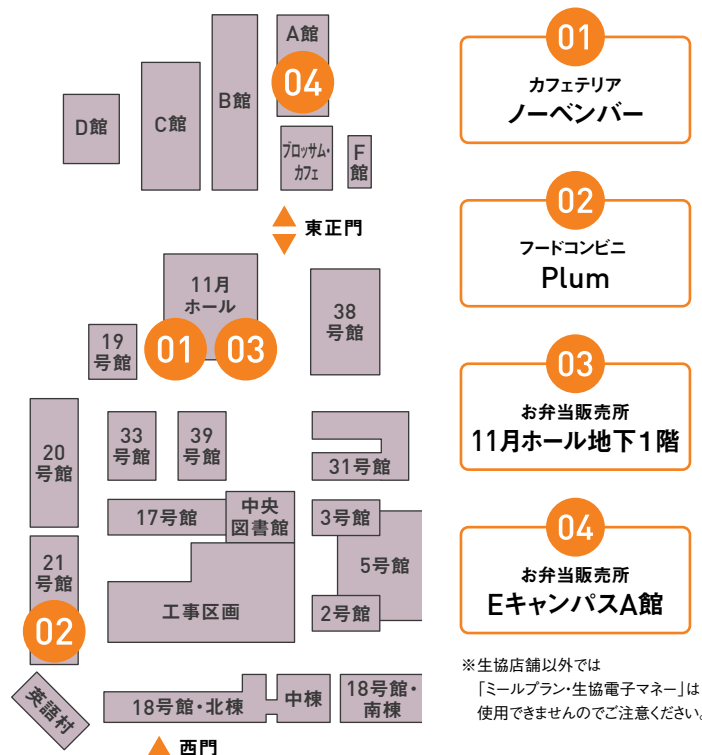 A館
04
B館
C館
D館
ブロッサム・
カフェ
F
館
東正門
11月
ホール
01
03
19
号館
38
号館
20
号館
33
号館
39
号館
31号館
17号館
中央
図書館
3号館
5号館
21
号館
02
工事区画
2号館
英語村
18号館・北棟
中棟
18号館・
南棟
西門
01
カフェテリア
ノーベンバー
02
フードコンビニ
Plum
03
お弁当販売所
11月ホール地下1階
04
お弁当販売所
EキャンパスA館
※生協店舗以外では
「ミールプラン・生協電子マネー」は
使用できませんのでご注意ください。